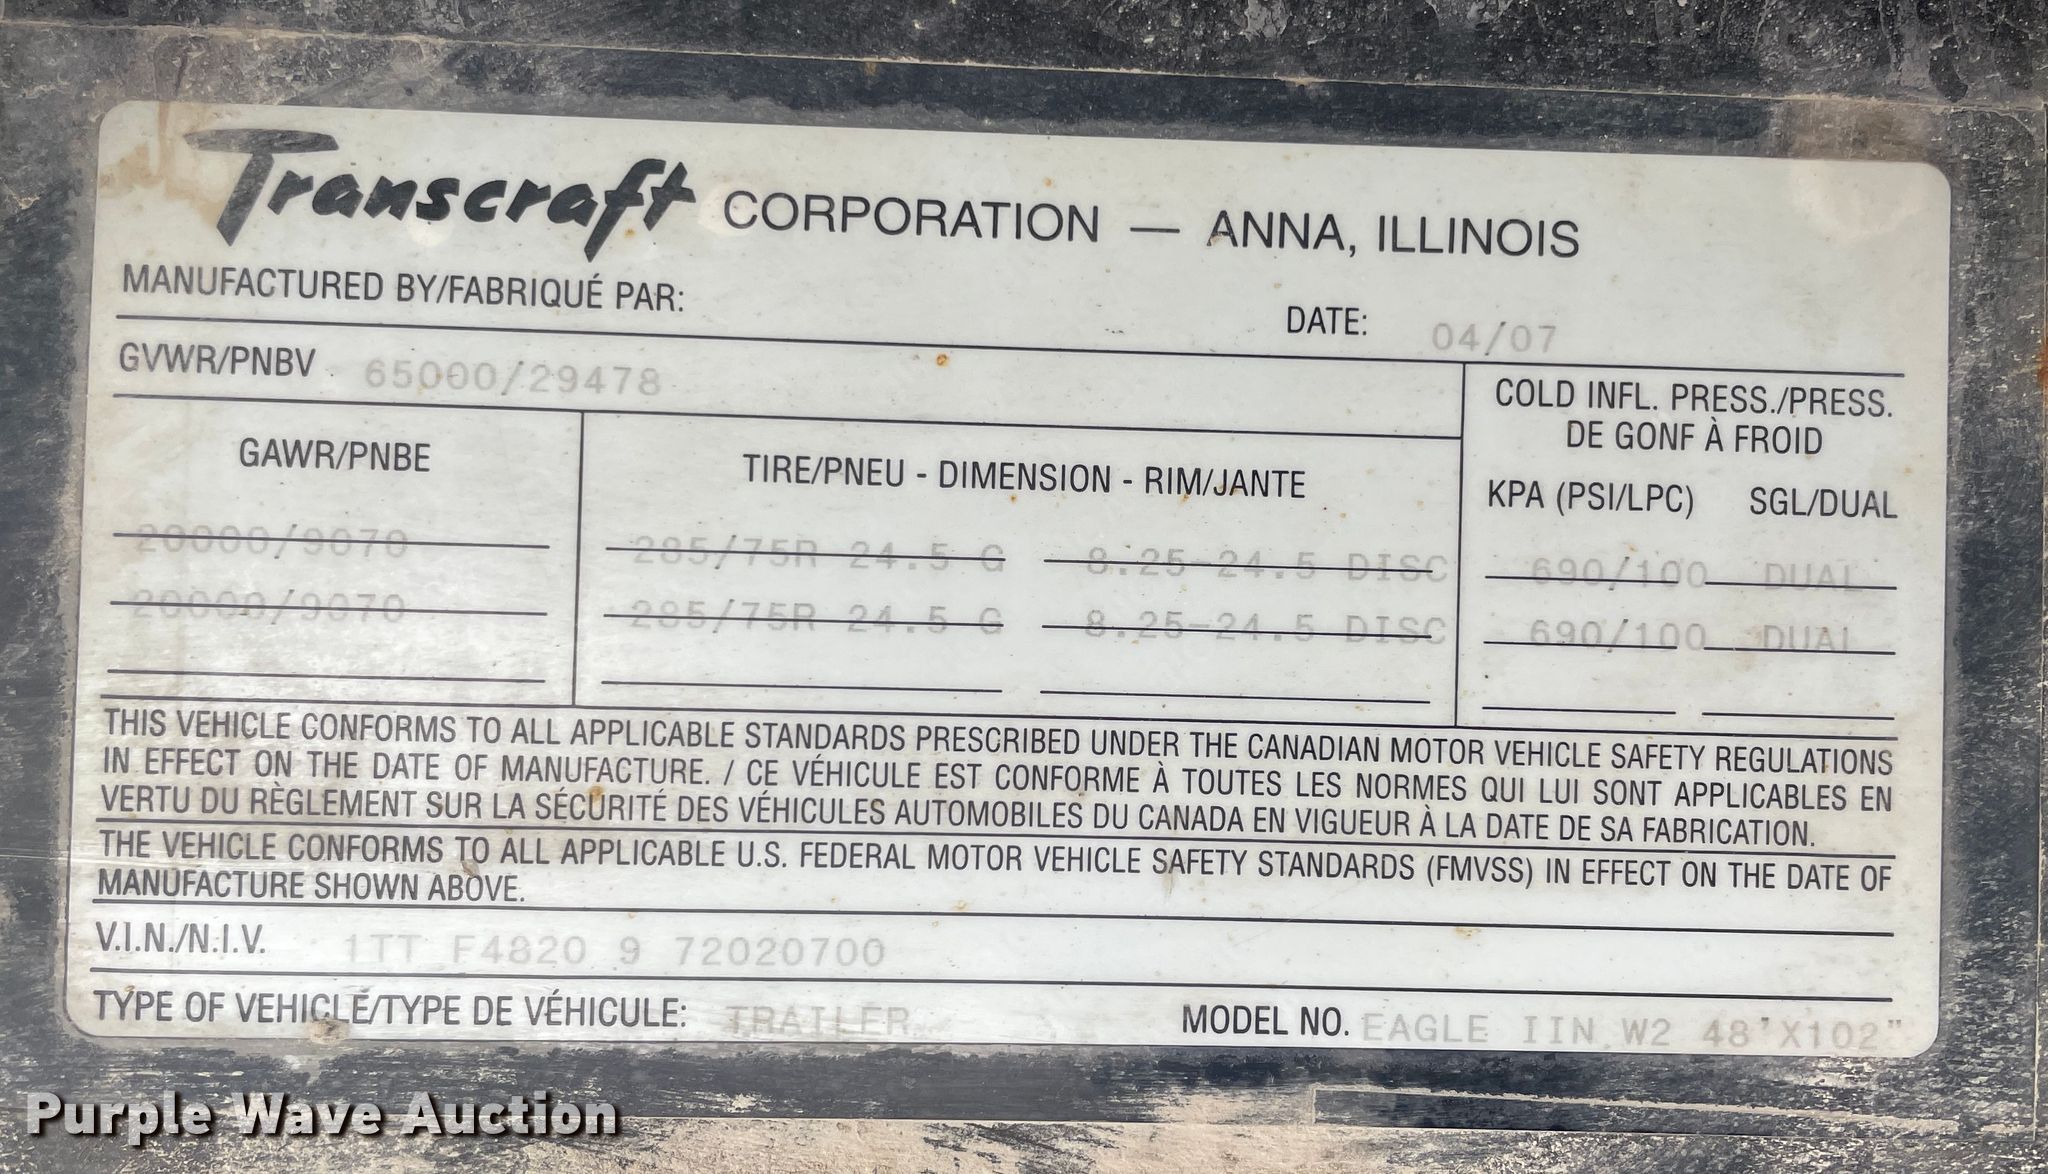 Transcraft CORPORATION — ANNA, ILLINOIS
MANUFACTURED BY/FABRIQUÉ PAR:
DATE: 04/07
GVWR/PNBV 65000/29478
COLD INFL. PRESS./PRESS.
DE GONF À FROID
GAWR/PNBE TIRE/PNEU - DIMENSION - RIM/JANTE KPA (PSI/LPC) SGL/DUAL
20000/9070 285/75R 24.5 G 8.25-24.5 DISC 690/100 DUAL
20000/9070 285/75R 24.5 G 8.25-24.5 DISC 690/100 DUAL
THIS VEHICLE CONFORMS TO ALL APPLICABLE STANDARDS PRESCRIBED UNDER THE CANADIAN MOTOR VEHICLE SAFETY REGULATIONS
IN EFFECT ON THE DATE OF MANUFACTURE. / CE VÉHICULE EST CONFORME À TOUTES LES NORMES QUI LUI SONT APPLICABLES EN
VERTU DU RÈGLEMENT SUR LA SÉCURITÉ DES VÉHICULES AUTOMOBILES DU CANADA EN VIGUEUR À LA DATE DE SA FABRICATION.
THE VEHICLE CONFORMS TO ALL APPLICABLE U.S. FEDERAL MOTOR VEHICLE SAFETY STANDARDS (FMVSS) IN EFFECT ON THE DATE OF
MANUFACTURE SHOWN ABOVE.
V.I.N./N.I.V. 1TT F4820 9 72020700
TYPE OF VEHICLE/TYPE DE VÉHICULE: TRAILER MODEL NO. EAGLE IIN W2 48'X102"
Purple Wave Auction